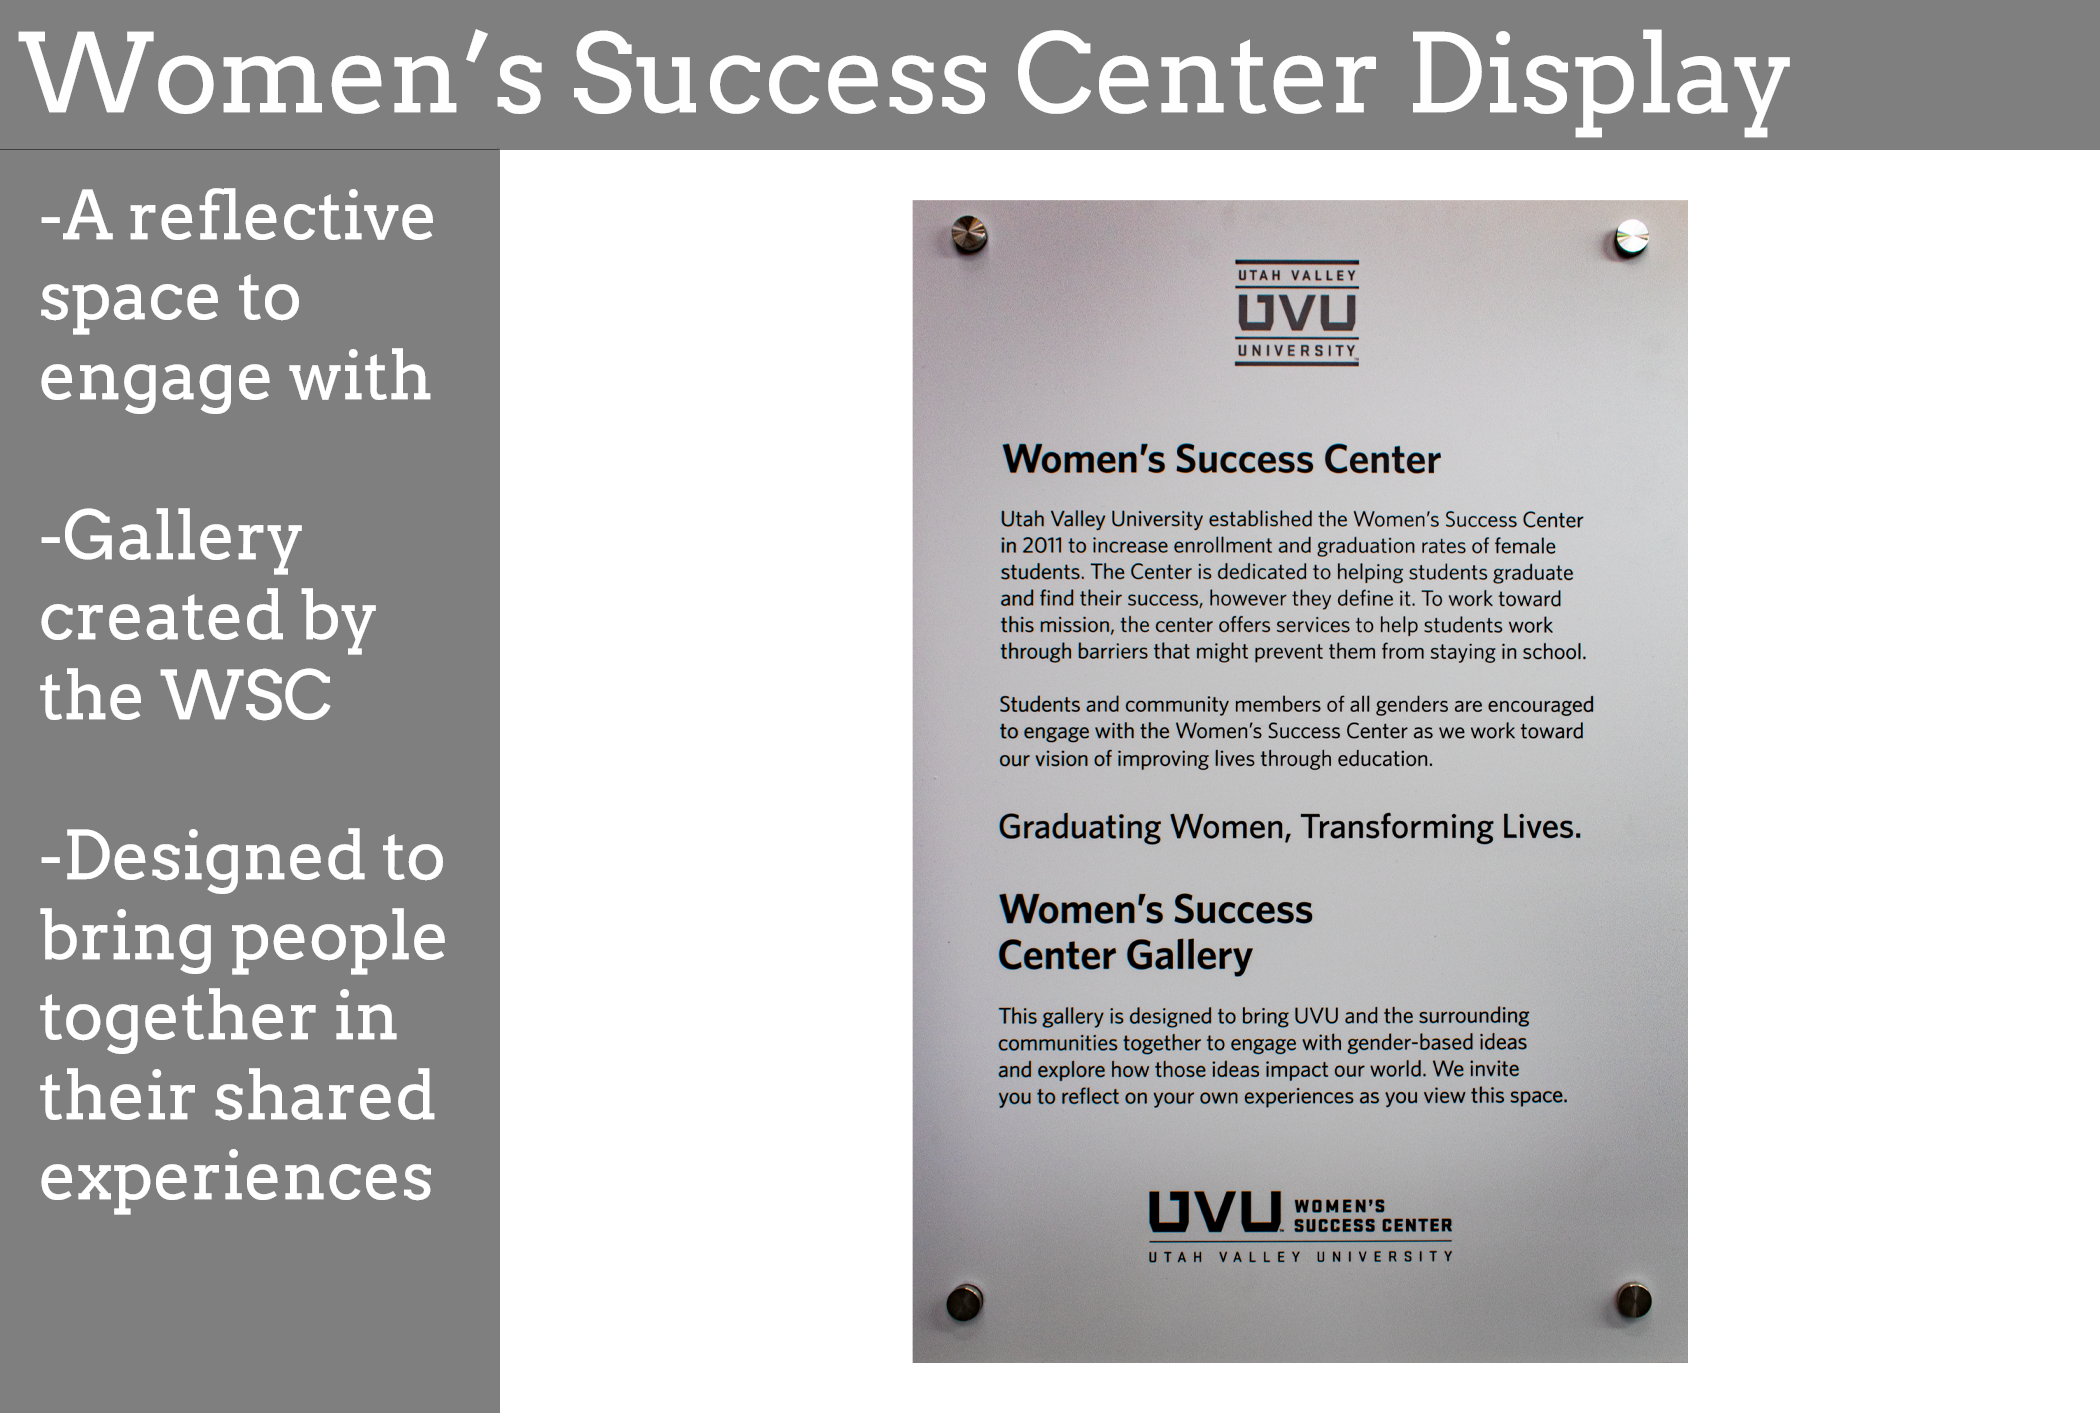 Women's Success Center Display
-A reflective
space to
engage with
-Gallery
created by
the WSC
-Designed to
bring people
together in
their shared
experiences
UTAH VALLEY
UVU
UNIVERSITY
Women's Success Center
Utah Valley University established the Women's Success Center
in 2011 to increase enrollment and graduation rates of female
students. The Center is dedicated to helping students graduate
and find their success, however they define it. To work toward
this mission, the center offers services to help students work
through barriers that might prevent them from staying in school.
Students and community members of all genders are encouraged
to engage with the Women's Success Center as we work toward
our vision of improving lives through education.
Graduating Women, Transforming Lives.
Women's Success
Center Gallery
This gallery is designed to bring UVU and the surrounding
communities together to engage with gender-based ideas
and explore how those ideas impact our world. We invite
you to reflect on your own experiences as you view this space.
UVU WOMEN'S
SUCCESS CENTER
UTAH VALLEY UNIVERSITY